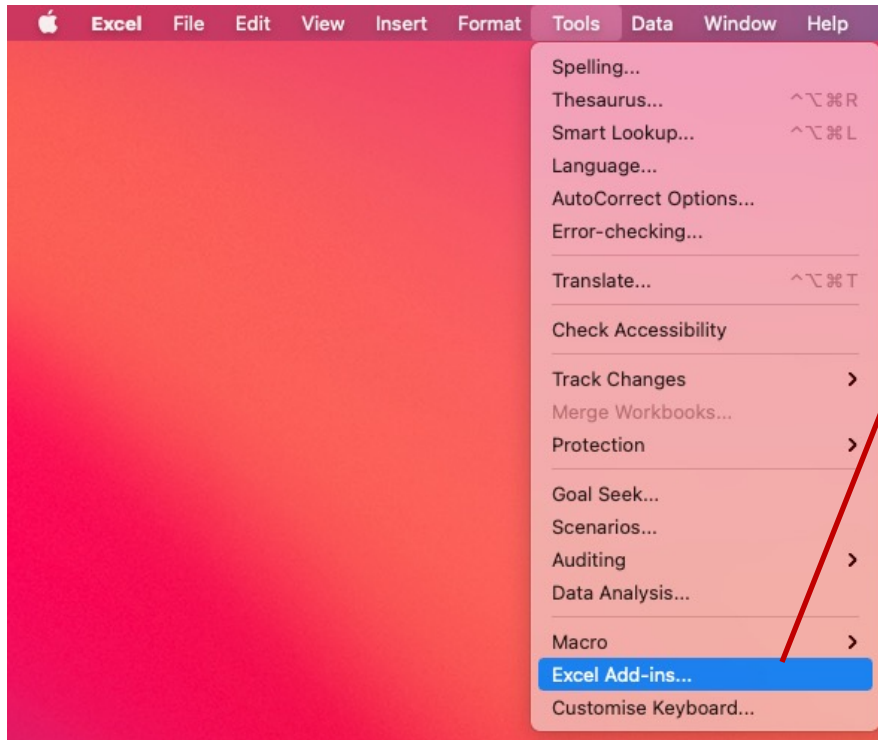 Excel File Edit View Insert Format Tools Data Window Help
Spelling...
Thesaurus... ^⌥⌘R
Smart Lookup... ^⌥⌘L
Language...
AutoCorrect Options...
Error-checking...
Translate... ^⌥⌘T
Check Accessibility
Track Changes
Merge Workbooks...
Protection
Goal Seek...
Scenarios...
Auditing
Data Analysis...
Macro
Excel Add-ins...
Customise Keyboard...